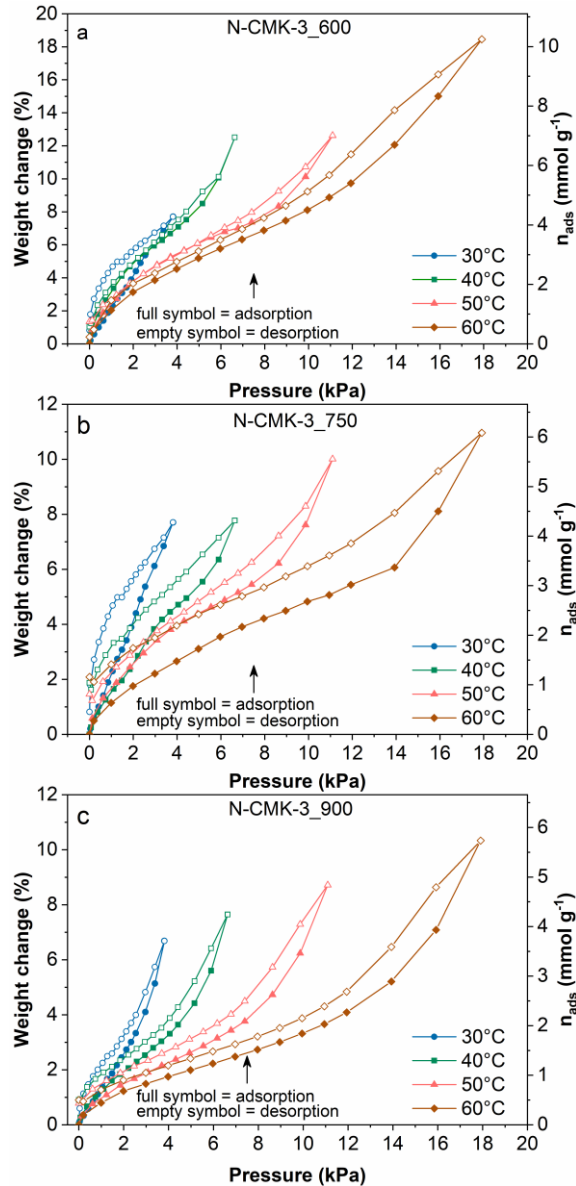 a
N-CMK-3_600
Weight change (%)
20
18
16
14
12
10
8
6
4
2
0
n_ads (mmol g⁻¹)
10
8
6
4
2
0
30°C
40°C
50°C
60°C
full symbol = adsorption
empty symbol = desorption
0 2 4 6 8 10 12 14 16 18 20
Pressure (kPa)
b
N-CMK-3_750
Weight change (%)
12
10
8
6
4
2
0
n_ads (mmol g⁻¹)
6
5
4
3
2
1
0
30°C
40°C
50°C
60°C
full symbol = adsorption
empty symbol = desorption
0 2 4 6 8 10 12 14 16 18 20
Pressure (kPa)
c
N-CMK-3_900
Weight change (%)
12
10
8
6
4
2
0
n_ads (mmol g⁻¹)
6
5
4
3
2
1
0
30°C
40°C
50°C
60°C
full symbol = adsorption
empty symbol = desorption
0 2 4 6 8 10 12 14 16 18 20
Pressure (kPa)